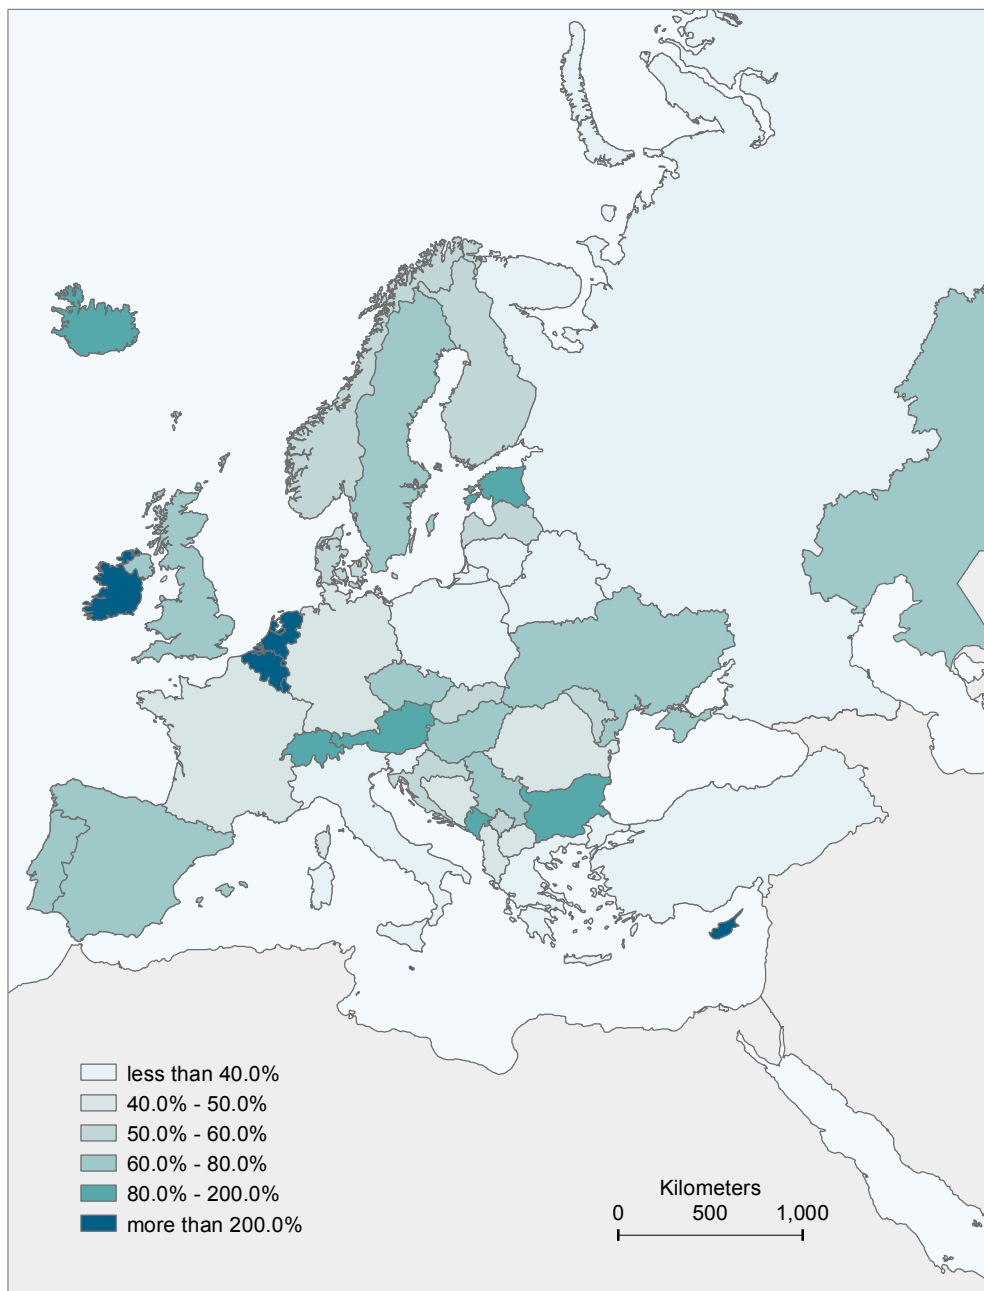 less than 40.0%
40.0% - 50.0%
50.0% - 60.0%
60.0% - 80.0%
80.0% - 200.0%
more than 200.0%
Kilometers
0 500 1,000